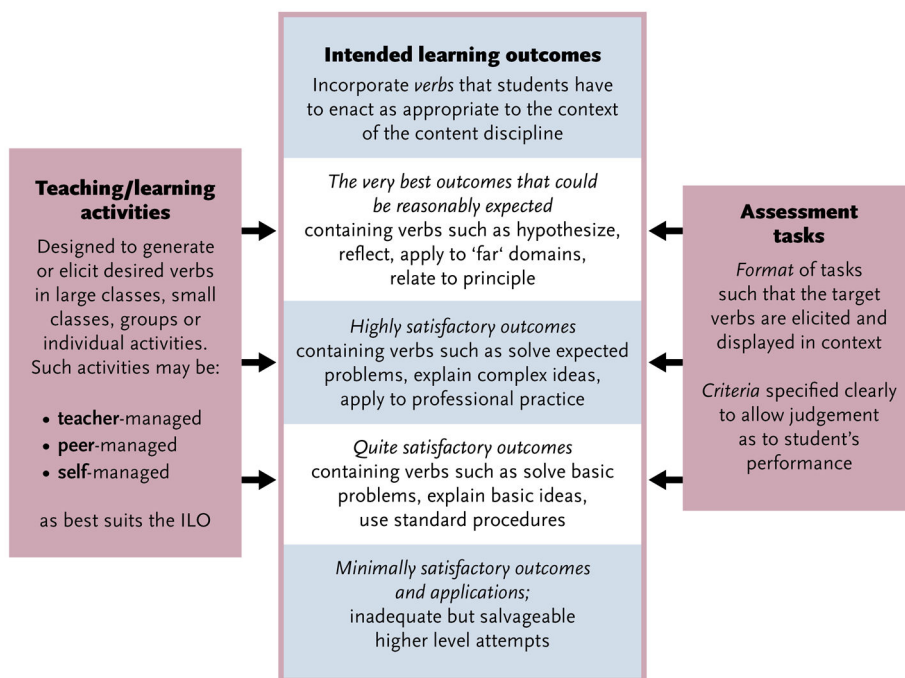 Teaching/learning
activities
Designed to generate
or elicit desired verbs
in large classes, small
classes, groups or
individual activities.
Such activities may be:
• teacher-managed
• peer-managed
• self-managed
as best suits the ILO
Intended learning outcomes
Incorporate verbs that students have
to enact as appropriate to the context
of the content discipline
The very best outcomes that could
be reasonably expected
containing verbs such as hypothesize,
reflect, apply to ‘far‘ domains,
relate to principle
Highly satisfactory outcomes
containing verbs such as solve expected
problems, explain complex ideas,
apply to professional practice
Quite satisfactory outcomes
containing verbs such as solve basic
problems, explain basic ideas,
use standard procedures
Minimally satisfactory outcomes
and applications;
inadequate but salvageable
higher level attempts
Assessment
tasks
Format of tasks
such that the target
verbs are elicited and
displayed in context
Criteria specified clearly
to allow judgement
as to student’s
performance